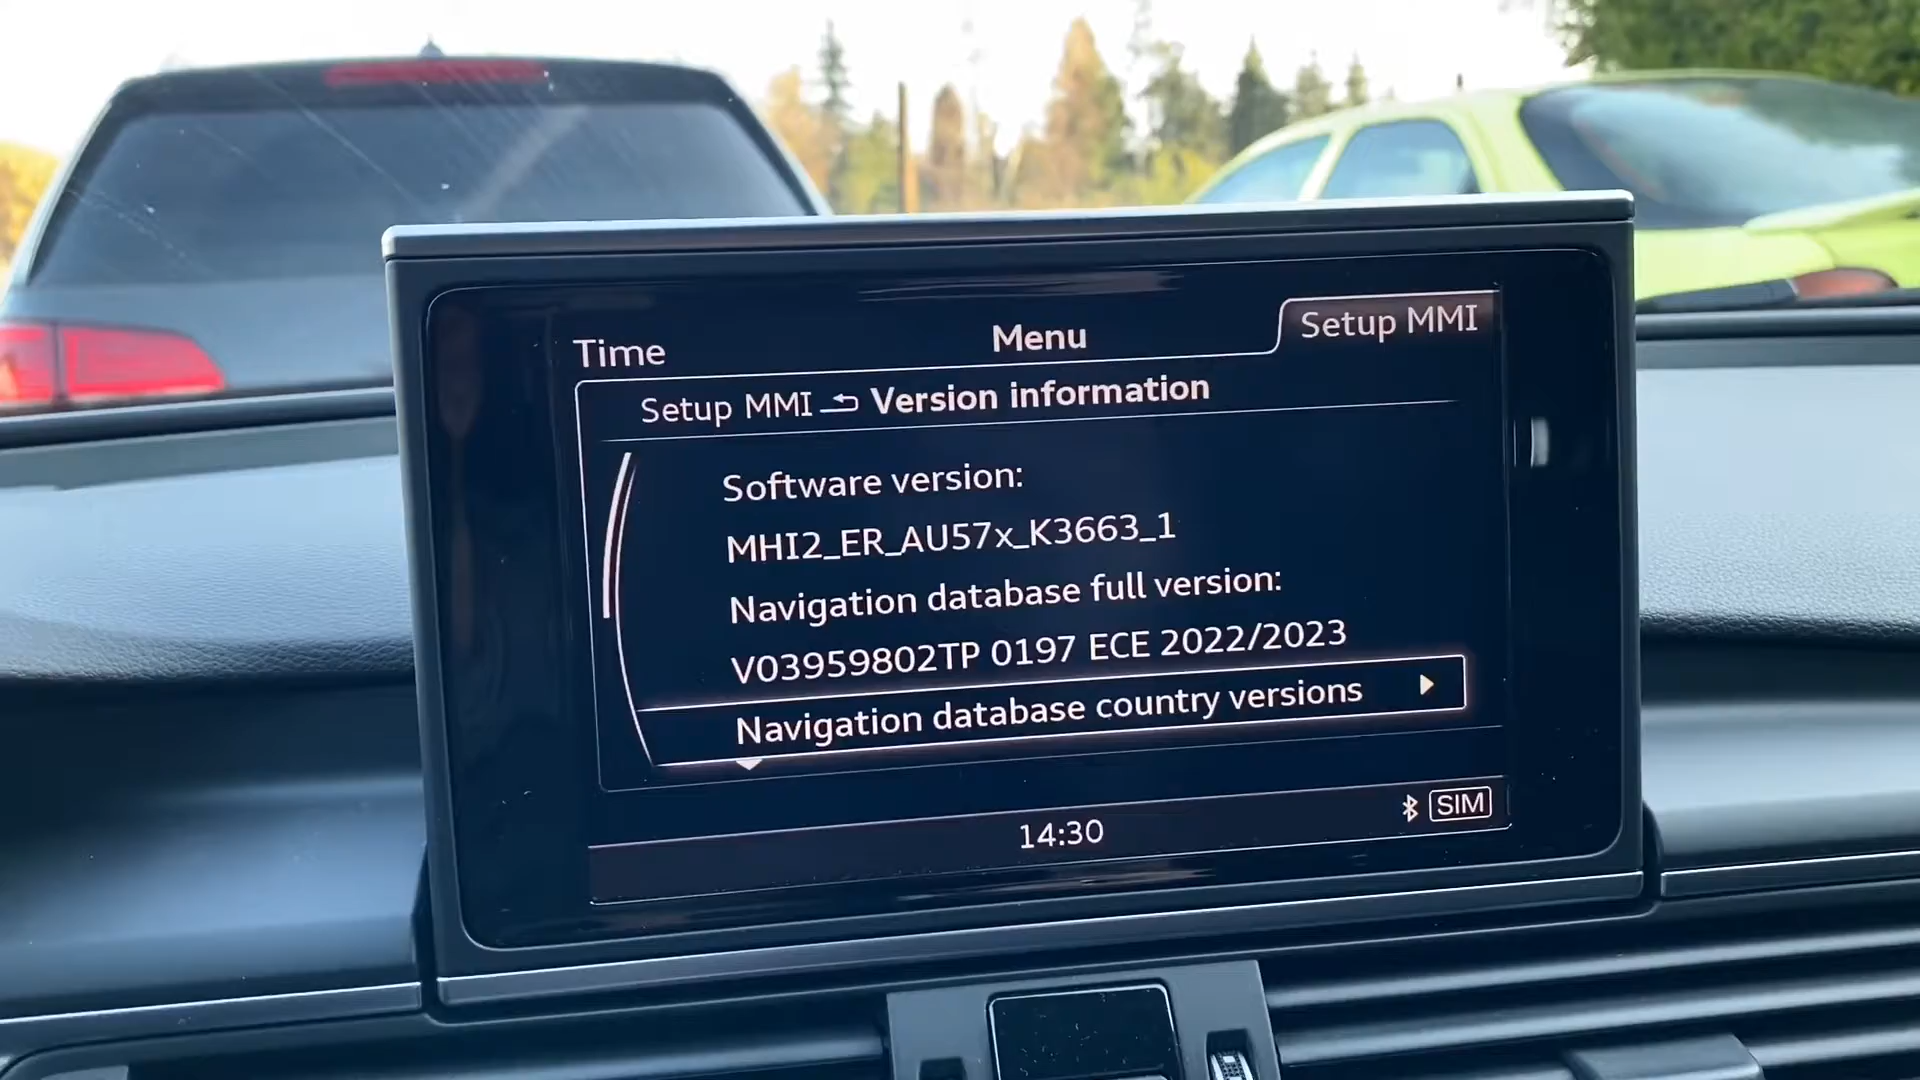 Time
Menu
Setup MMI
Setup MMI Version information
Software version:
MHI2_ER_AU57x_K3663_1
Navigation database full version:
V03959802TP 0197 ECE 2022/2023
Navigation database country versions
14:30
SIM